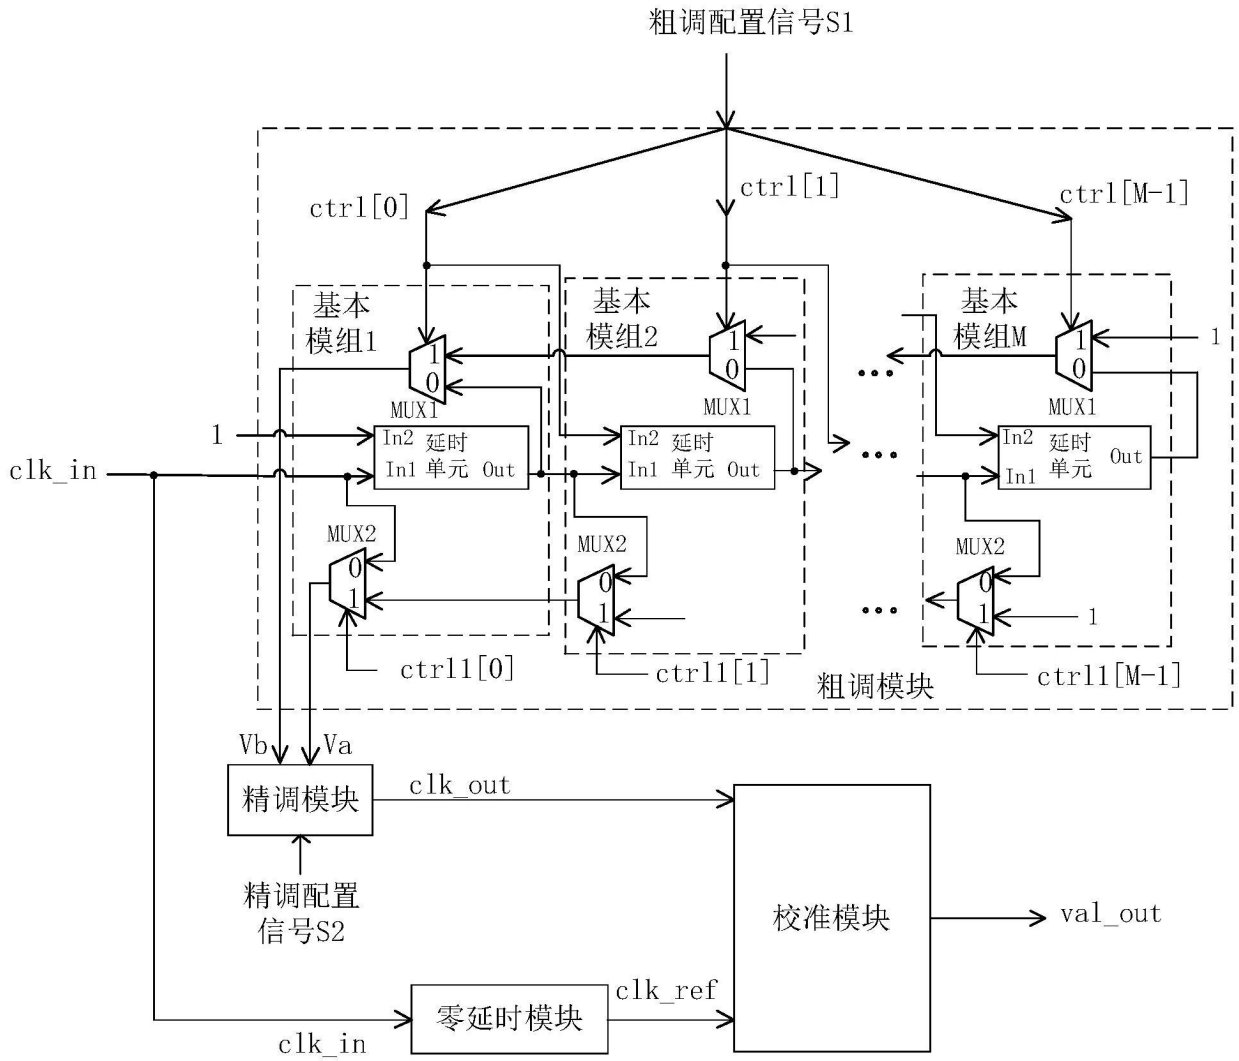 粗调配置信号S1
ctrl[0]
ctrl[1]
ctrl[M-1]
基本
模组1
基本
模组2
基本
模组M
1
0
MUX1
1
0
MUX1
1
0
MUX1
1
1
In2 延时
In1 单元 Out
In2 延时
In1 单元 Out
In2 延时
In1 单元 Out
clk_in
MUX2
0
1
MUX2
0
1
MUX2
0
1
1
ctrl1[0]
ctrl1[1]
ctrl1[M-1]
粗调模块
Vb
Va
精调模块
clk_out
精调配置
信号S2
校准模块
val_out
零延时模块
clk_ref
clk_in